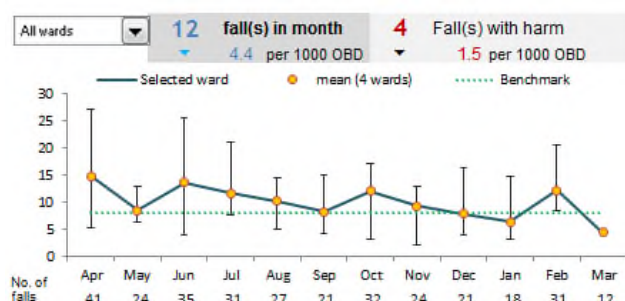 All wards 12 fall(s) in month 4 Fall(s) with harm
4.4 per 1000 OBD 1.5 per 1000 OBD
Selected ward mean (4 wards) Benchmark
30
25
20
15
10
5
0
Apr May Jun Jul Aug Sep Oct Nov Dec Jan Feb Mar
No. of falls 41 24 35 31 27 21 32 24 21 18 31 12